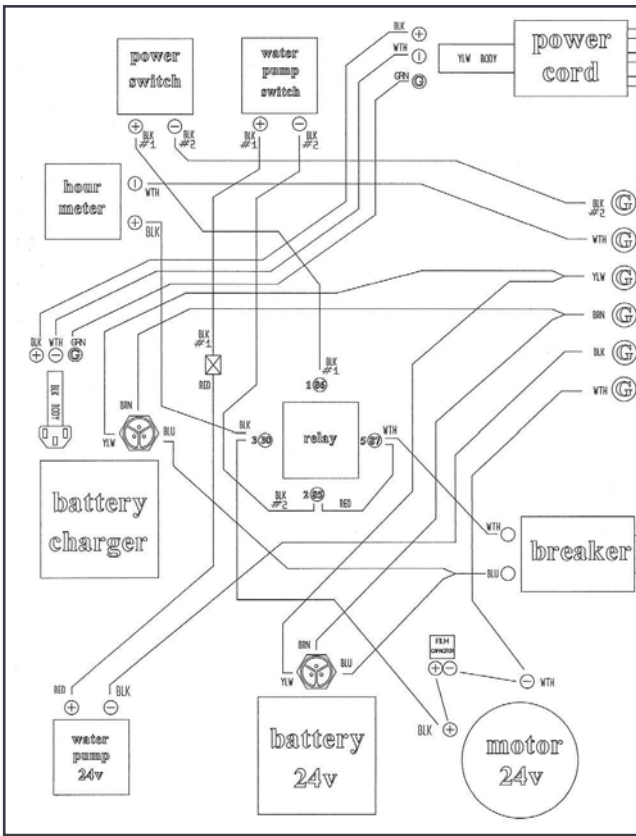 BLK
WTH
GRN
YLW BODY
power
cord
power
switch
water
pump
switch
BLK
#1
BLK
#2
BLK
#1
BLK
#2
hour
meter
WTH
BLK
BLK
#2
WTH
YLW
BRN
BLK
WTH
G
G
G
G
G
G
G
BLK
WTH
GRN
G
BLK BODY
BLK
#1
RED
BLK
#1
1 86
BRN
YLW
BLU
BLK
3 30
relay
5 87
WTH
2 85
BLK
#2
RED
battery
charger
WTH
BLU
breaker
BRN
YLW
BLU
FILM
CAPACITOR
WTH
BLK
RED
BLK
water
pump
24v
battery
24v
motor
24v